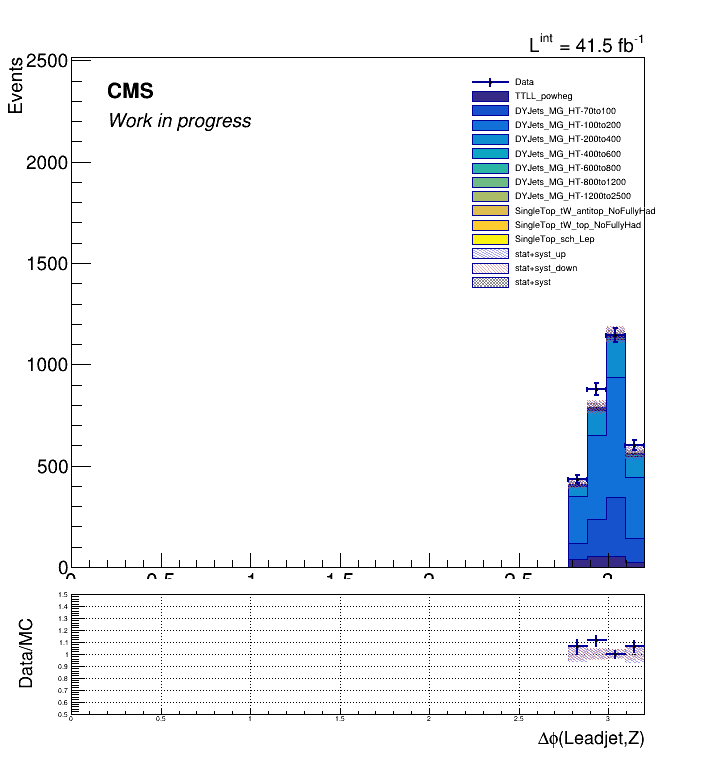 L^int = 41.5 fb^-1
Events
2500
2000
1500
1000
500
0
CMS
Work in progress
Data
TTLL_powheg
DYJets_MG_HT-70to100
DYJets_MG_HT-100to200
DYJets_MG_HT-200to400
DYJets_MG_HT-400to600
DYJets_MG_HT-600to800
DYJets_MG_HT-800to1200
DYJets_MG_HT-1200to2500
SingleTop_tW_antitop_NoFullyHad
SingleTop_tW_top_NoFullyHad
SingleTop_sch_Lep
stat+syst_up
stat+syst_down
stat+syst
0 0.5 1 1.5 2 2.5 3
Data/MC
1.5
1.4
1.3
1.2
1.1
1
0.9
0.8
0.7
0.6
0.5
0 0.5 1 1.5 2 2.5 3
Δϕ(Leadjet,Z)